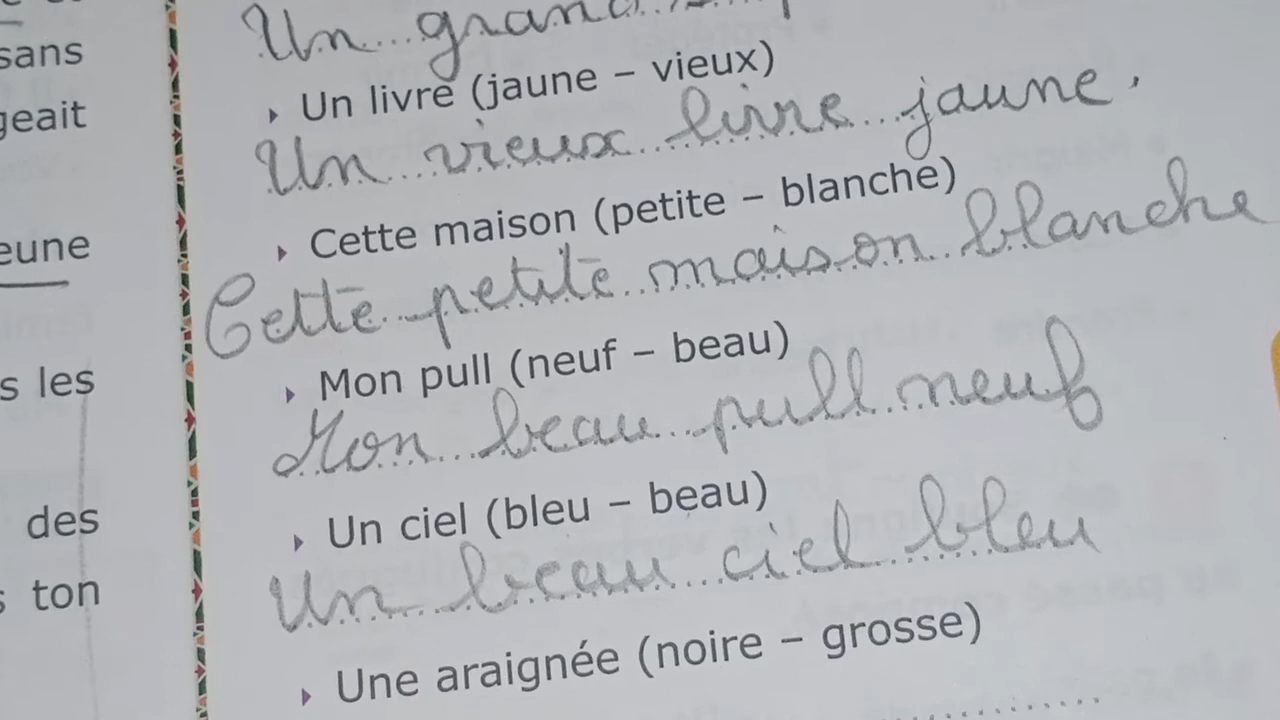 sans
geait
eune
s les
des
ton
Un grand
Un livre (jaune – vieux)
Un vieux livre jaune.
Cette maison (petite – blanche)
Cette petite maison blanche
Mon pull (neuf – beau)
Mon beau pull neuf
Un ciel (bleu – beau)
Un beau ciel bleu
Une araignée (noire – grosse)